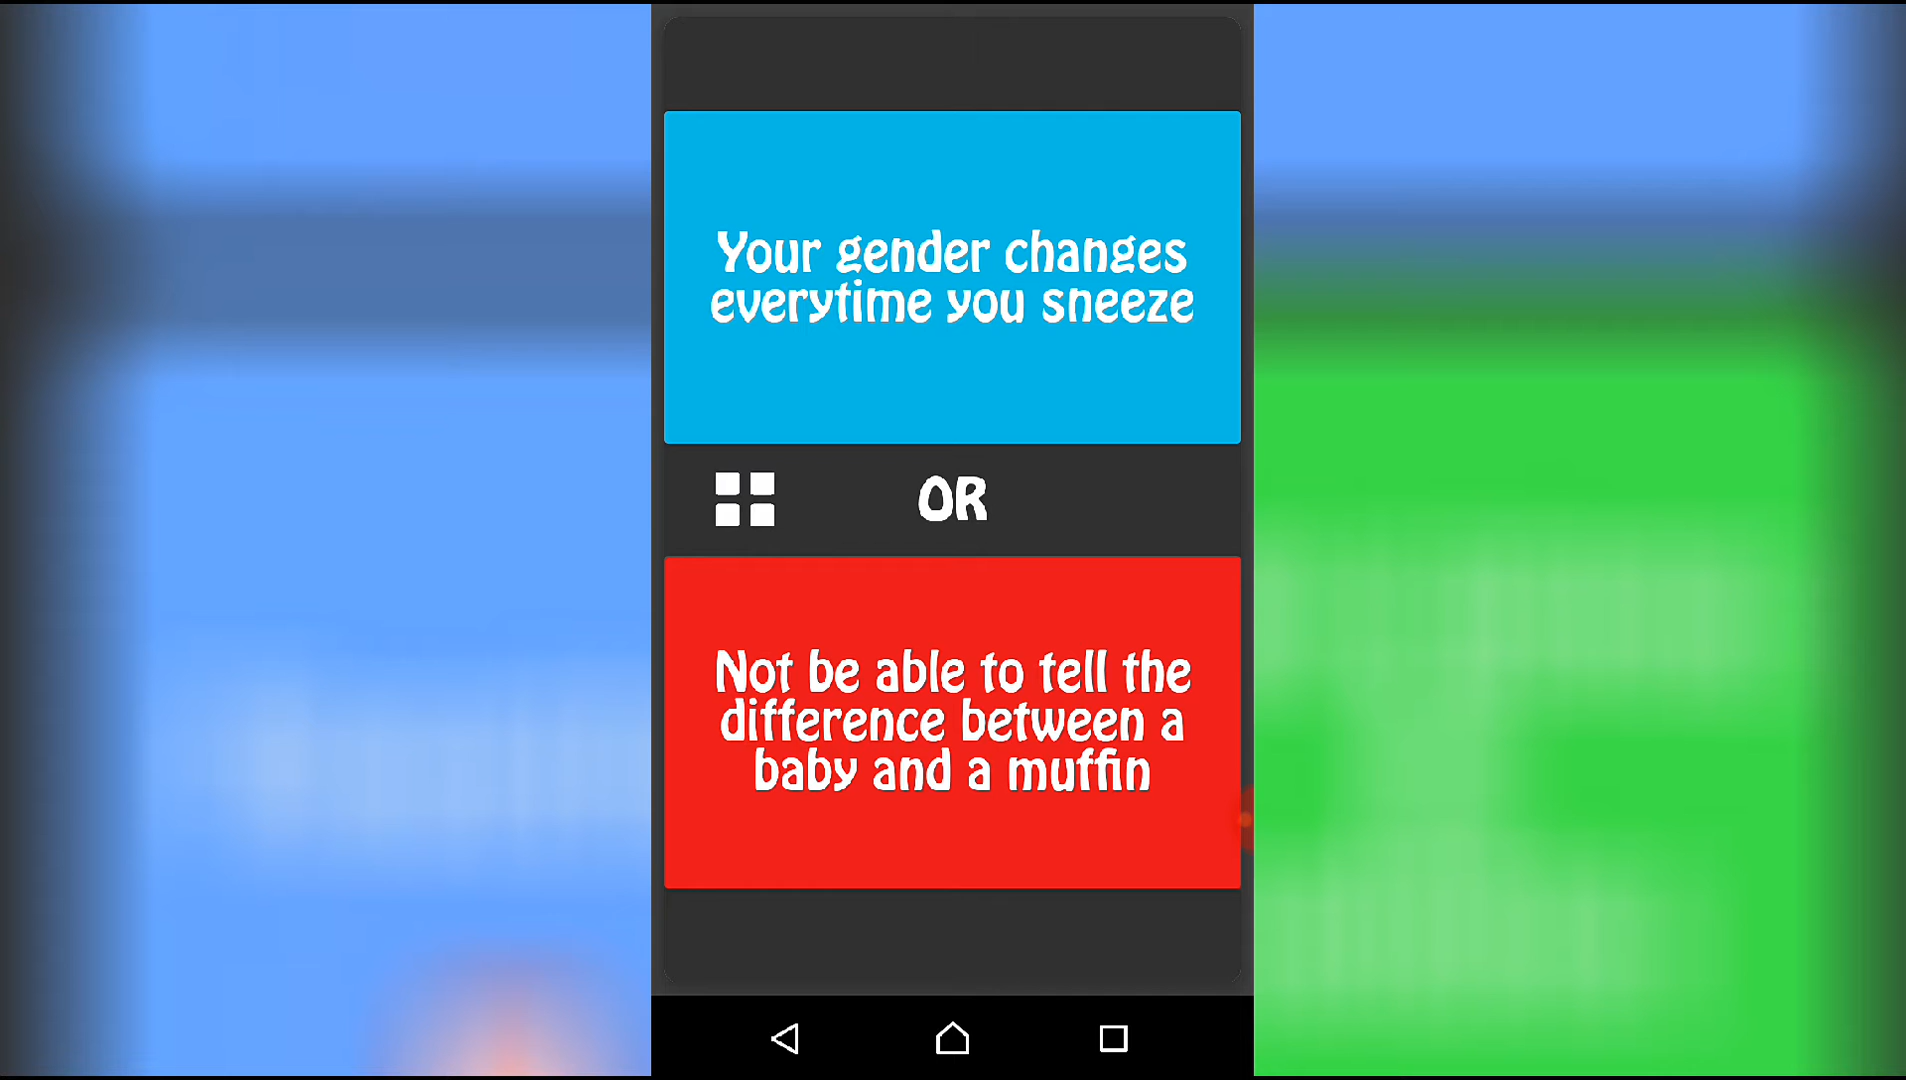 Your gender changes
everytime you sneeze
OR
Not be able to tell the
difference between a
baby and a muffin